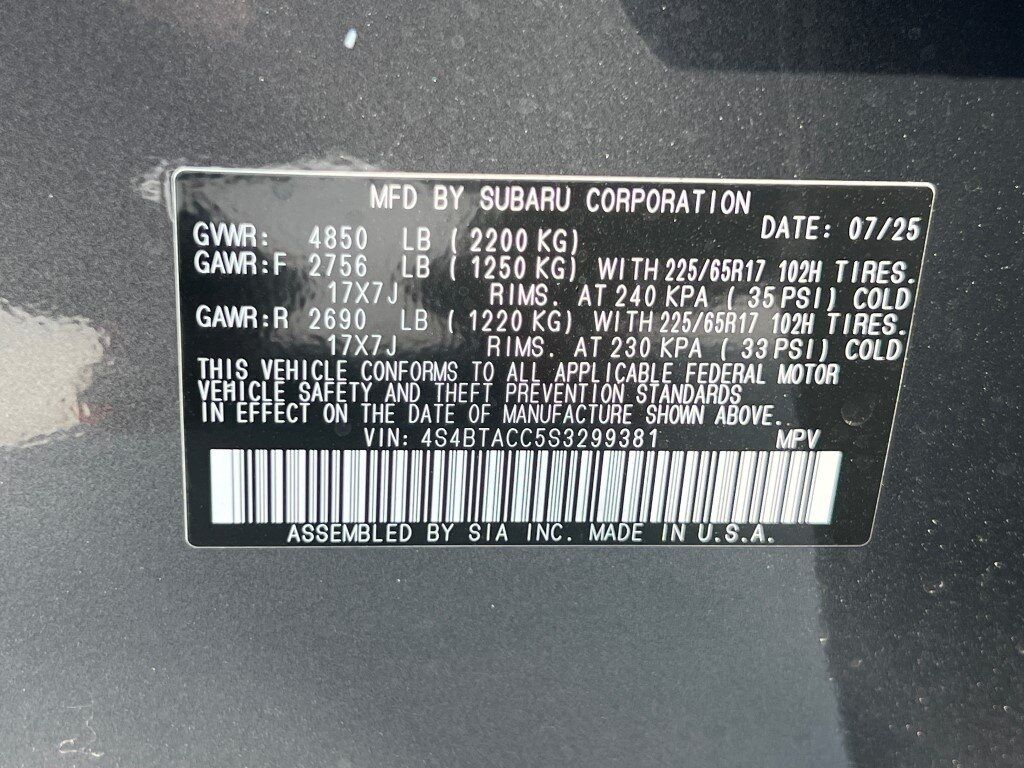 MFD BY SUBARU CORPORATION
DATE: 07/25
GVWR: 4850 LB ( 2200 KG)
GAWR:F 2756 LB ( 1250 KG) WITH 225/65R17 102H TIRES.
17X7J RIMS. AT 240 KPA ( 35 PSI) COLD
GAWR:R 2690 LB ( 1220 KG) WITH 225/65R17 102H TIRES.
17X7J RIMS. AT 230 KPA ( 33 PSI) COLD
THIS VEHICLE CONFORMS TO ALL APPLICABLE FEDERAL MOTOR
VEHICLE SAFETY AND THEFT PREVENTION STANDARDS
IN EFFECT ON THE DATE OF MANUFACTURE SHOWN ABOVE.
VIN: 4S4BTACC5S3299381 MPV
ASSEMBLED BY SIA INC. MADE IN U.S.A.